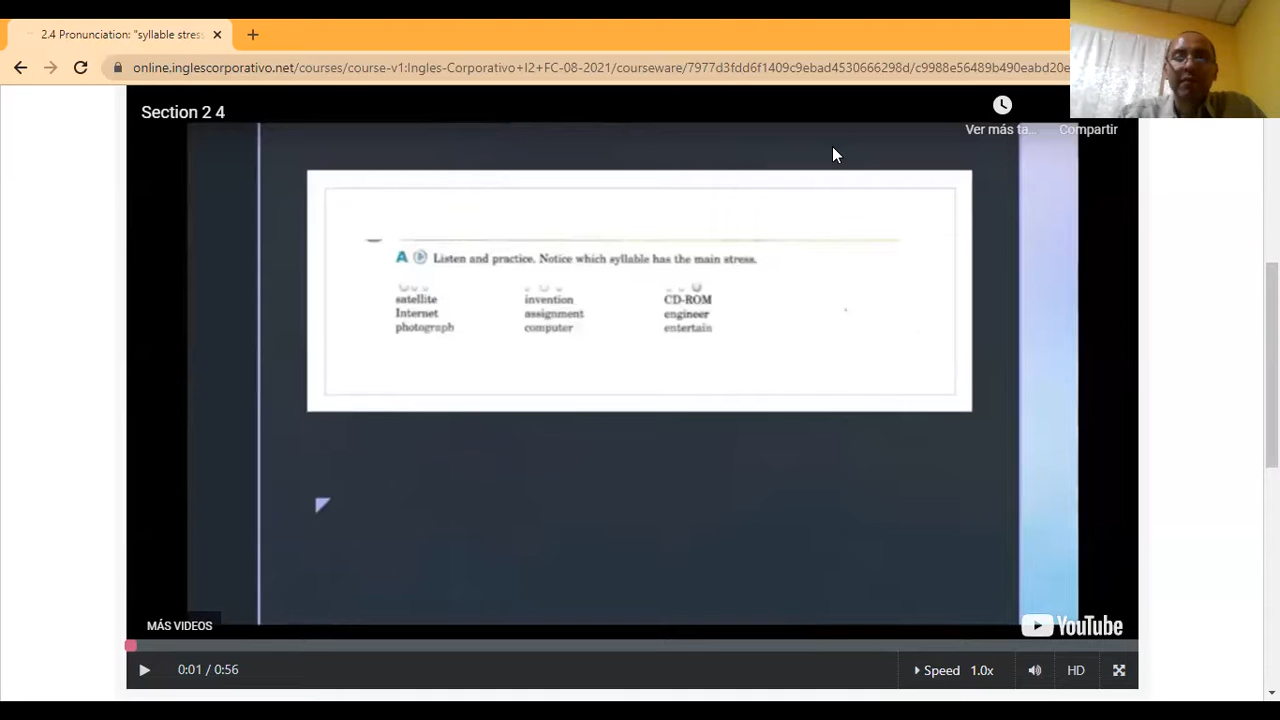 2.4 Pronunciation: "syllable stres
online.inglescorporativo.net/courses/course-v1:Ingles-Corporativo+I2+FC-08-2021/courseware/7977d3fdd6f1409c9ebad4530666298d/c9988e56489b490eabd20e
Section 2 4
Ver más ta...
Compartir
A Listen and practice. Notice which syllable has the main stress.
satellite invention CD-ROM
Internet assignment engineer
photograph computer entertain
MÁS VIDEOS
YouTube
0:01 / 0:56
Speed 1.0x
HD